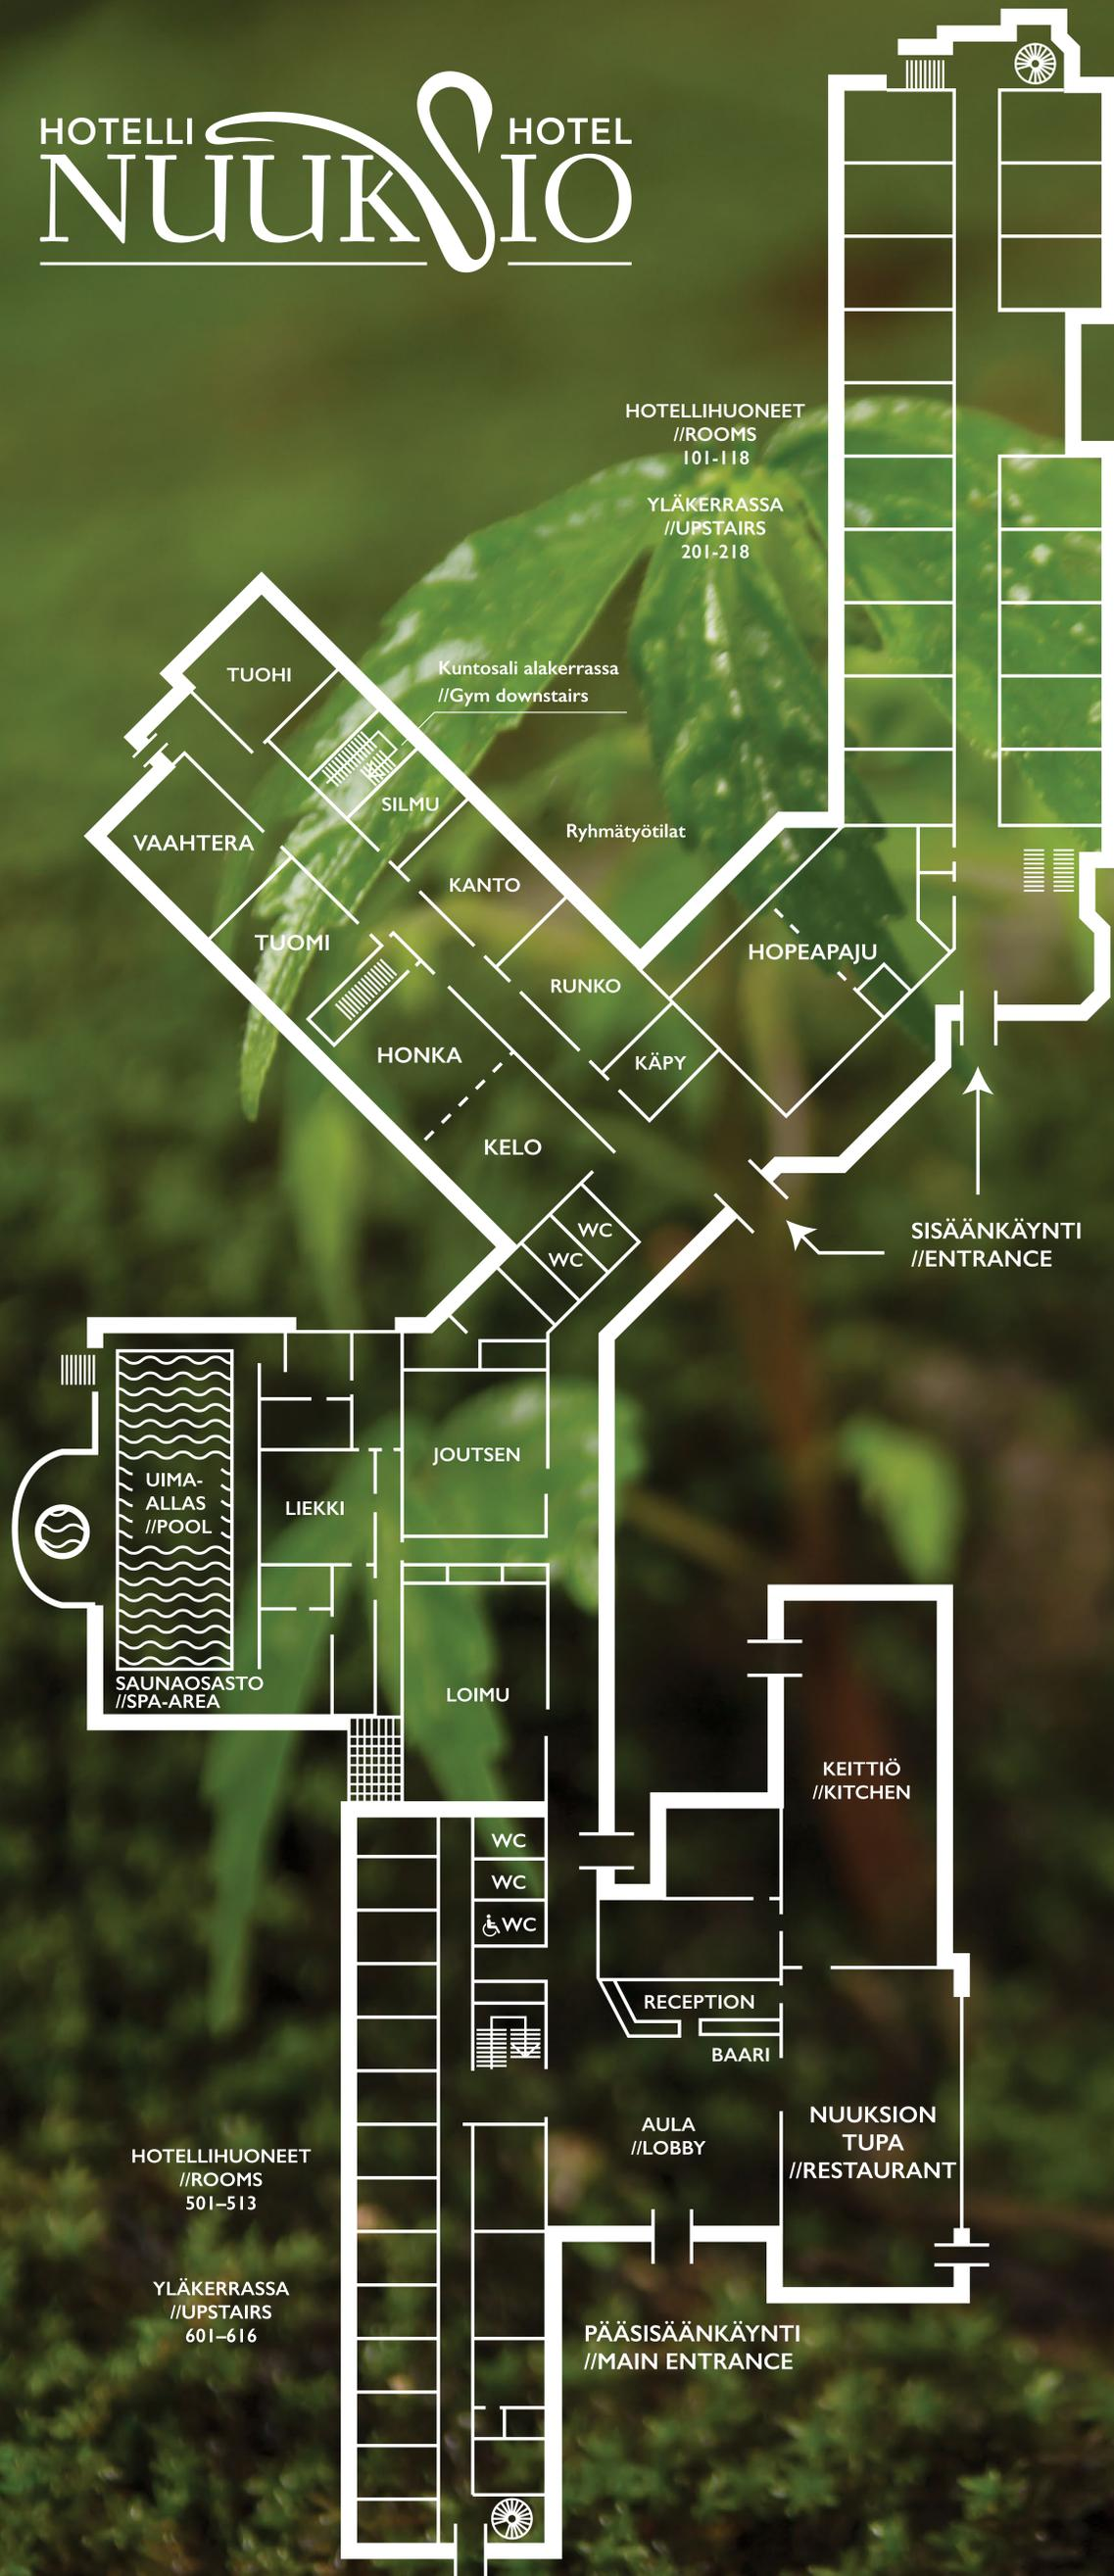 HOTELLI HOTEL
NUUKSIO
HOTELLIHUONEET
//ROOMS
101-118
YLÄKERRASSA
//UPSTAIRS
201-218
TUOHI
Kuntosali alakerrassa
//Gym downstairs
SILMU
Ryhmätyötilat
VAAHTERA
KANTO
TUOMI
HOPEAPAJU
RUNKO
HONKA
KÄPY
KELO
WC
WC
SISÄÄNKÄYNTI
//ENTRANCE
JOUTSEN
UIMA-
ALLAS
//POOL
LIEKKI
SAUNAOSASTO
//SPA-AREA
LOIMU
KEITTIÖ
//KITCHEN
WC
WC
WC
RECEPTION
BAARI
AULA
//LOBBY
NUUKSION
TUPA
//RESTAURANT
HOTELLIHUONEET
//ROOMS
501–513
YLÄKERRASSA
//UPSTAIRS
601–616
PÄÄSISÄÄNKÄYNTI
//MAIN ENTRANCE